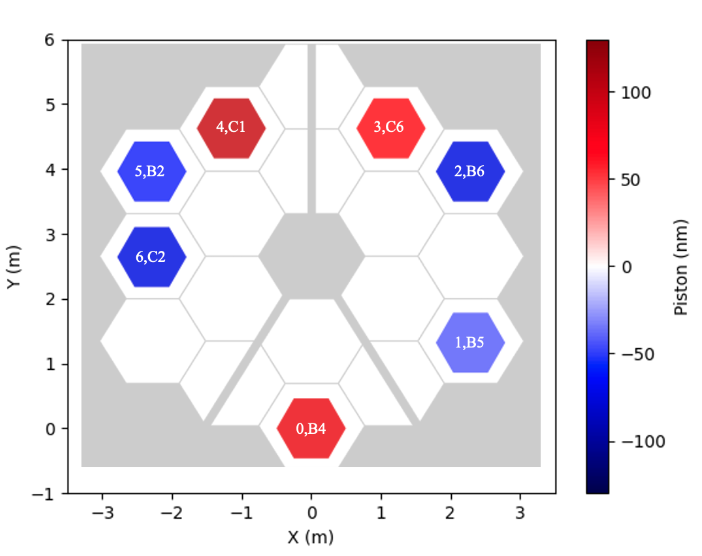 6
5
4
3
2
1
0
−1
Y (m)
4,C1
3,C6
5,B2
2,B6
6,C2
1,B5
0,B4
−3
−2
−1
0
1
2
3
X (m)
100
50
0
−50
−100
Piston (nm)